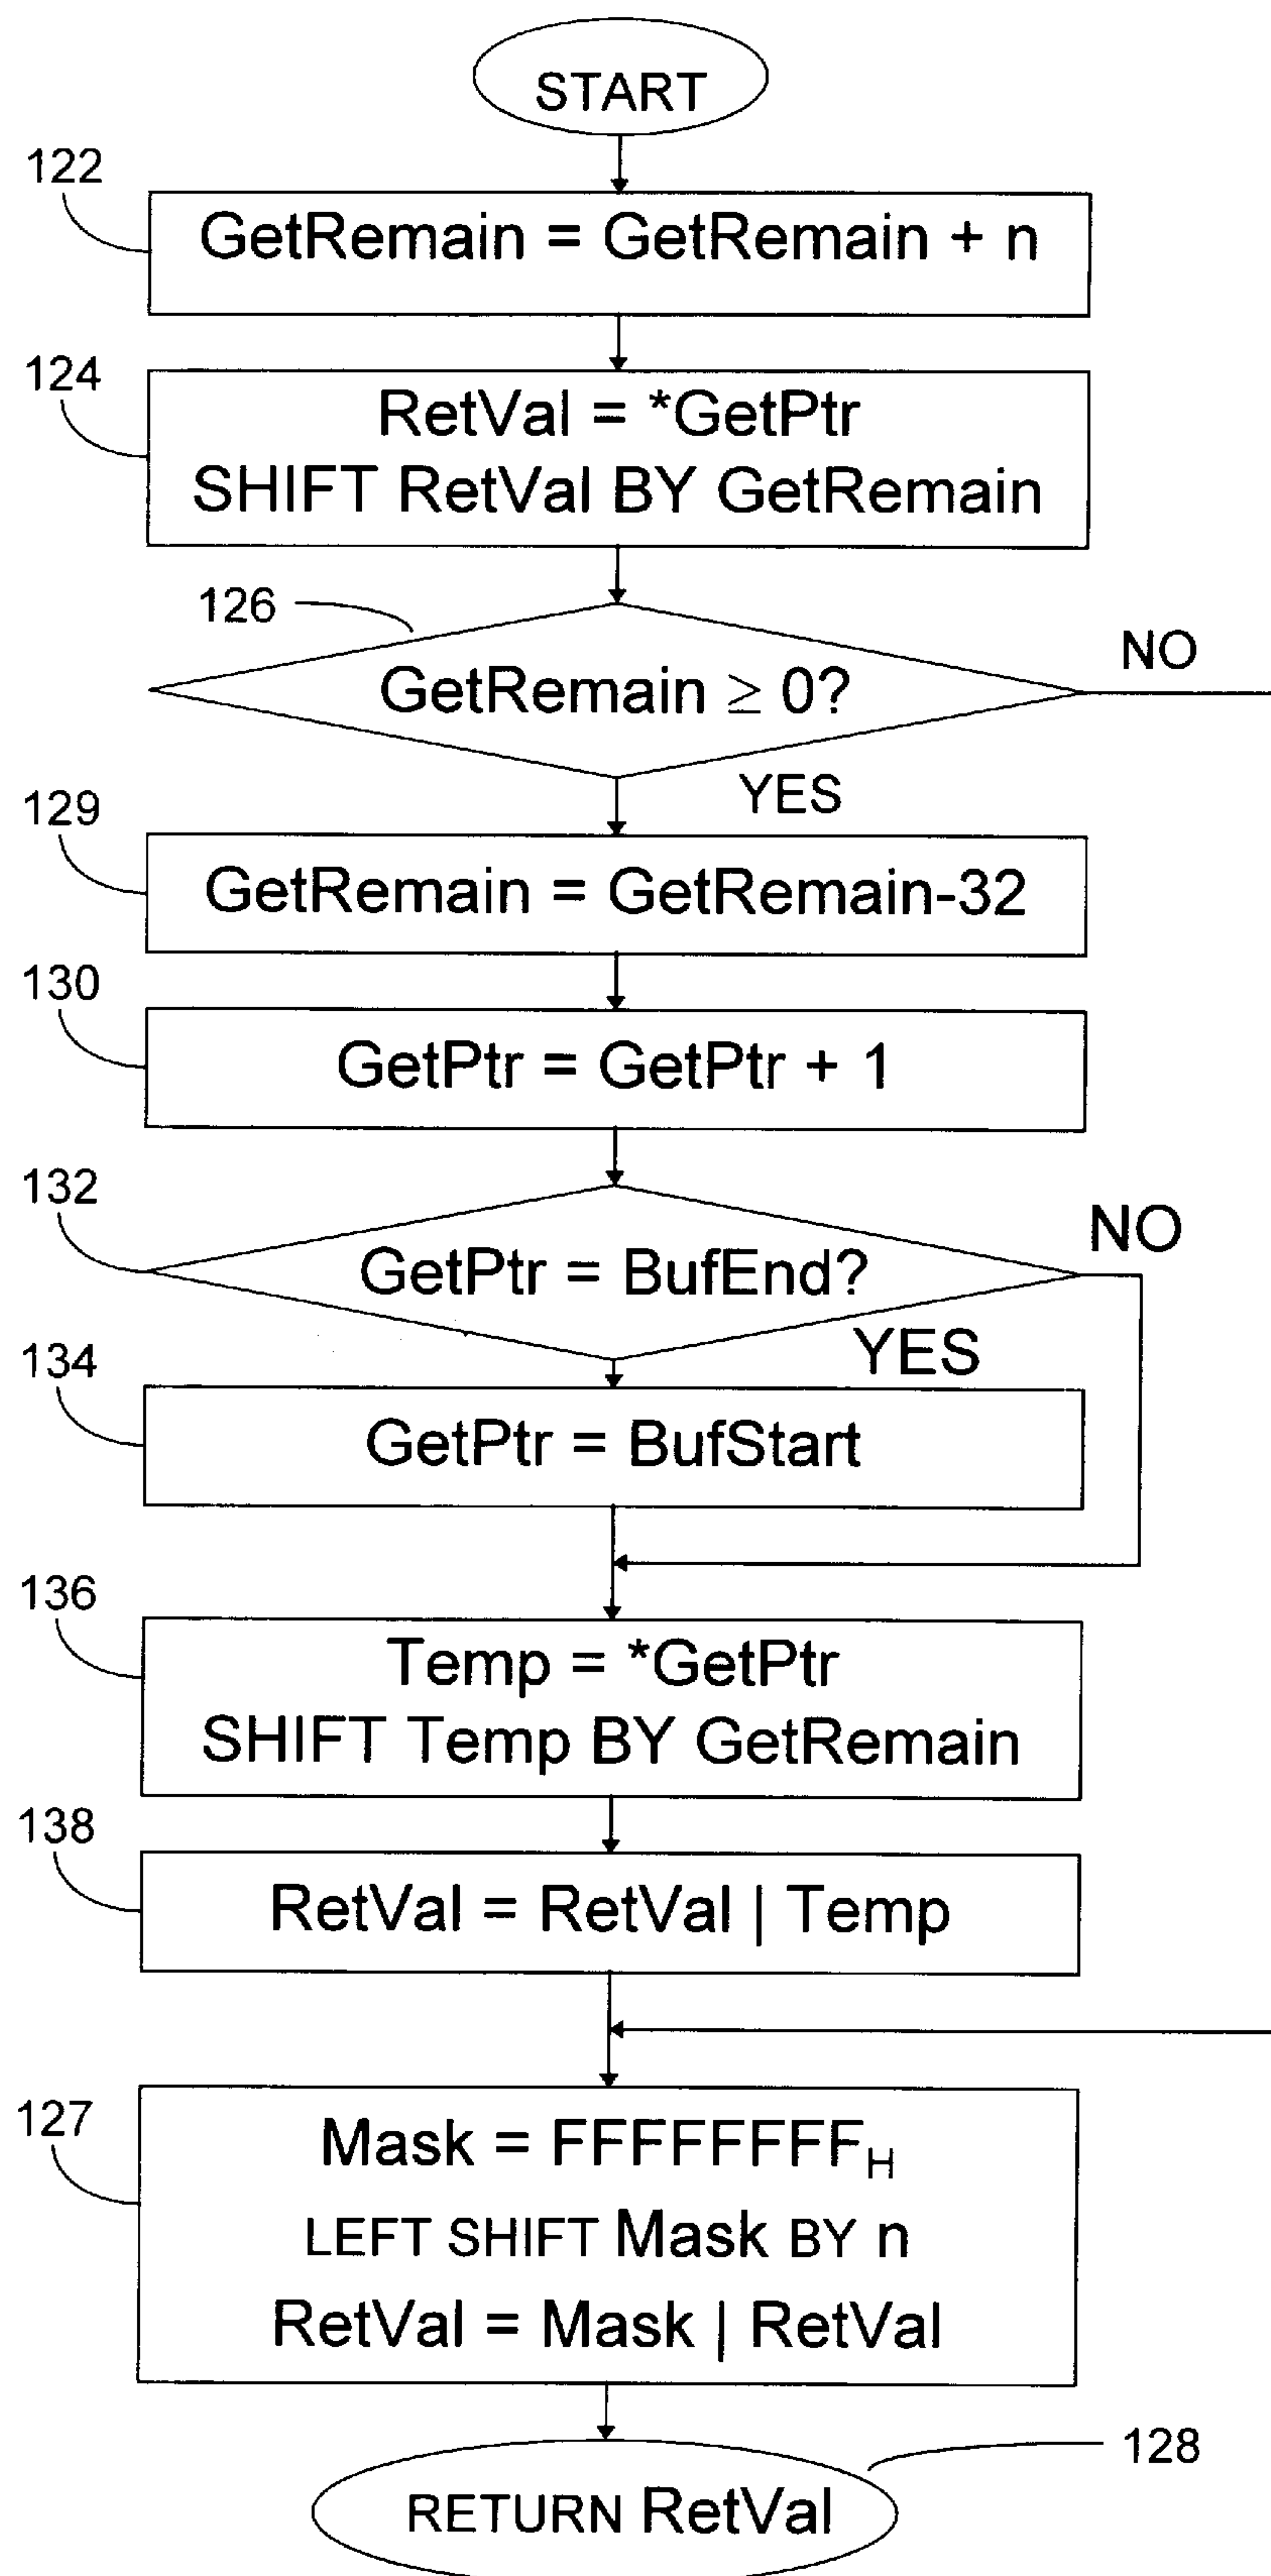 START
122
GetRemain = GetRemain + n
124
RetVal = *GetPtr
SHIFT RetVal BY GetRemain
126
GetRemain ≥ 0?
NO
YES
129
GetRemain = GetRemain-32
130
GetPtr = GetPtr + 1
132
GetPtr = BufEnd?
NO
YES
134
GetPtr = BufStart
136
Temp = *GetPtr
SHIFT Temp BY GetRemain
138
RetVal = RetVal | Temp
127
Mask = FFFFFFFFH
LEFT SHIFT Mask BY n
RetVal = Mask | RetVal
128
RETURN RetVal